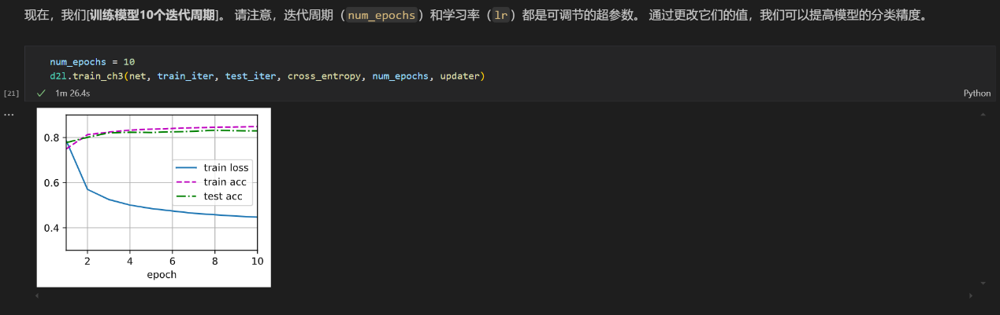 现在，我们[训练模型10个迭代周期]。 请注意，迭代周期（num_epochs）和学习率（lr）都是可调节的超参数。 通过更改它们的值，我们可以提高模型的分类精度。
num_epochs = 10
d2l.train_ch3(net, train_iter, test_iter, cross_entropy, num_epochs, updater)
[21] ✓ 1m 26.4s Python
...
0.8
0.6
0.4
train loss
train acc
test acc
2 4 6 8 10
epoch